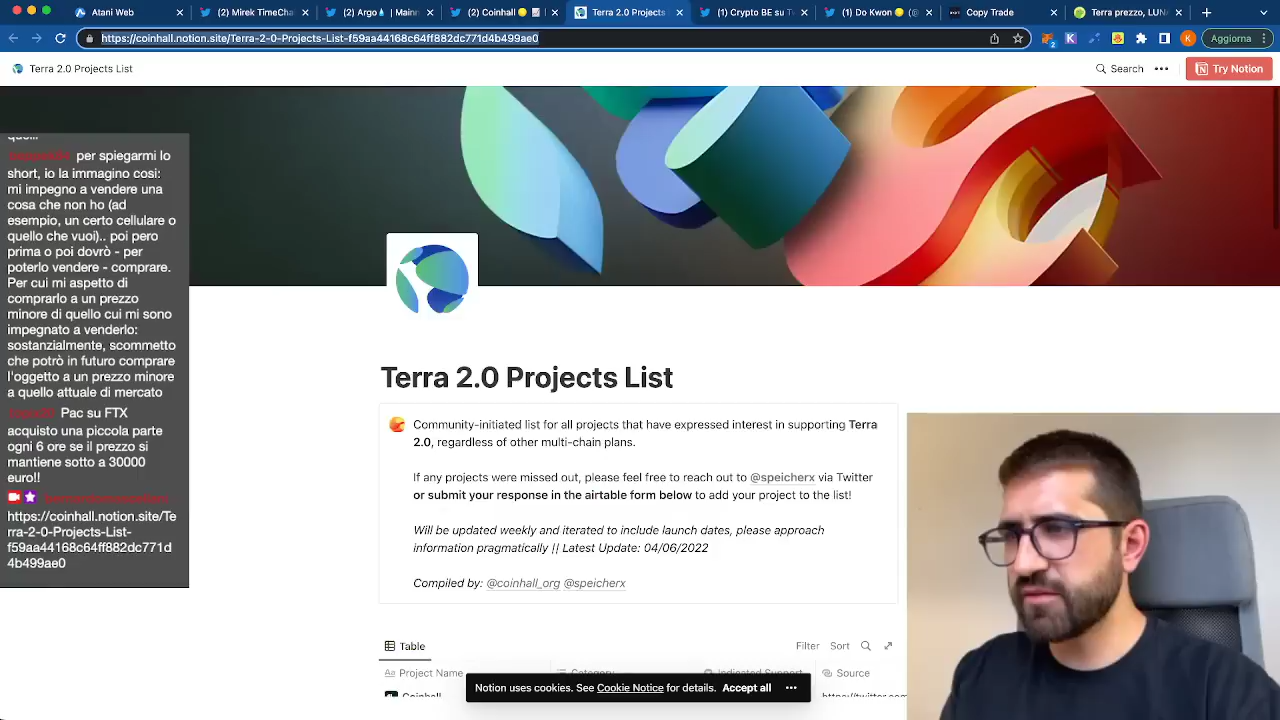 Atani Web
(2) Mirek TimeCha
(2) Argo
Mainn
(2) Coinhall
Terra 2.0 Projects
(1) Crypto BE su T
(1) Do Kwon
(@
Copy Trade
Terra prezzo, LUN
https://coinhall.notion.site/Terra-2-0-Projects-List-f59aa44168c64ff882dc771d4b499ae0
Aggiorna
Terra 2.0 Projects List
Search
Try Notion
per spiegarmi lo
short, io la immagino cosi:
mi impegno a vendere una
cosa che non ho (ad
esempio, un certo cellulare o
quello che vuoi).. poi pero
prima o poi dovrò - per
poterlo vendere - comprare.
Per cui mi aspetto di
comprarlo a un prezzo
minore di quello cui mi sono
impegnato a venderlo:
sostanzialmente, scommetto
che potrò in futuro comprare
l'oggetto a un prezzo minore
a quello attuale di mercato
Pac su FTX
acquisto una piccola parte
ogni 6 ore se il prezzo si
mantiene sotto a 30000
euro!!
https://coinhall.notion.site/Te
rra-2-0-Projects-List-
f59aa44168c64ff882dc771d
4b499ae0
Terra 2.0 Projects List
Community-initiated list for all projects that have expressed interest in supporting Terra
2.0, regardless of other multi-chain plans.
If any projects were missed out, please feel free to reach out to @speicherx via Twitter
or submit your response in the airtable form below to add your project to the list!
Will be updated weekly and iterated to include launch dates, please approach
information pragmatically || Latest Update: 04/06/2022
Compiled by: @coinhall_org @speicherx
Table
Filter
Sort
Aa Project Name
Category
Indicated Support
Source
Coinhall
https://twitter.com
Notion uses cookies. See Cookie Notice for details.
Accept all